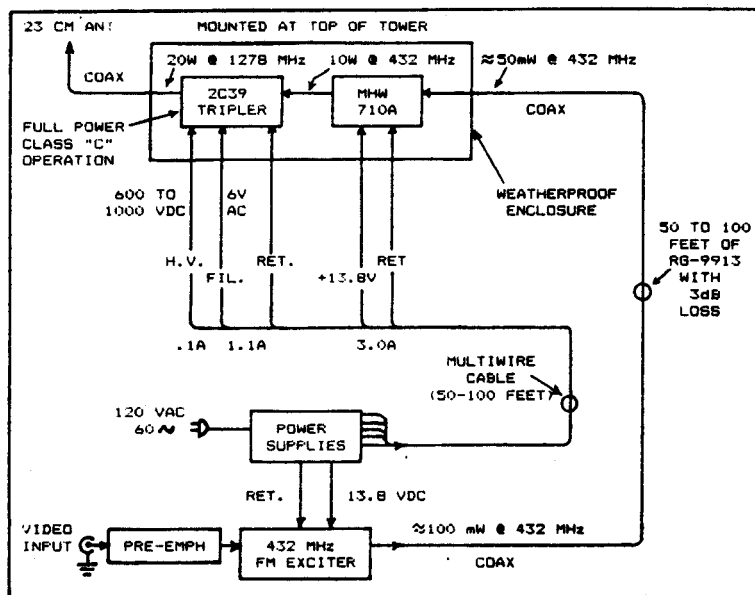 23 CM ANT
MOUNTED AT TOP OF TOWER
20W @ 1278 MHz
10W @ 432 MHz
≈50mW @ 432 MHz
COAX
2C39
TRIPLER
MHW
710A
COAX
FULL POWER
CLASS "C"
OPERATION
WEATHERPROOF
ENCLOSURE
600 TO
1000 VDC
6V
AC
50 TO 100
FEET OF
RG-9913
WITH
3dB
LOSS
H.V.
FIL.
RET.
+13.8V
RET
.1A
1.1A
3.0A
MULTIWIRE
CABLE
(50-100 FEET)
120 VAC
60~
POWER
SUPPLIES
RET.
13.8 VDC
VIDEO
INPUT
PRE-EMPH
432 MHz
FM EXCITER
≈100 mW @ 432 MHz
COAX